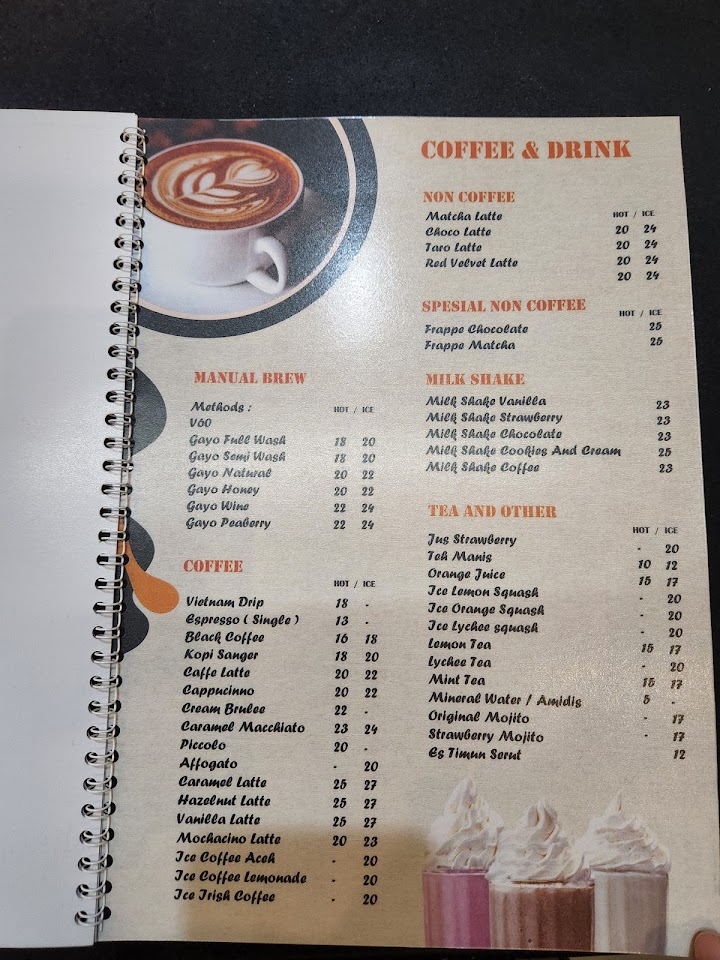 COFFEE & DRINK
MANUAL BREW
Methods : HOT / ICE
V60
Gayo Full Wash 18 20
Gayo Semi Wash 18 20
Gayo Natural 20 22
Gayo Honey 20 22
Gayo Wine 22 24
Gayo Peaberry 22 24
COFFEE
HOT / ICE
Vietnam Drip 18 -
Espresso ( Single ) 13 -
Black Coffee 16 18
Kopi Sanger 18 20
Caffe Latte 20 22
Cappucinno 20 22
Cream Brulee 22 -
Caramel Macchiato 23 24
Piccolo 20 -
Affogato - 20
Caramel Latte 25 27
Hazelnut Latte 25 27
Vanilla Latte 25 27
Mochacino Latte 20 23
Ice Coffee Aceh - 20
Ice Coffee Lemonade - 20
Ice Irish Coffee - 20
NON COFFEE
HOT / ICE
Matcha Latte 20 24
Choco Latte 20 24
Taro Latte 20 24
Red Velvet Latte 20 24
SPESIAL NON COFFEE
HOT / ICE
Frappe Chocolate 25
Frappe Matcha 25
MILK SHAKE
Milk Shake Vanilla 23
Milk Shake Strawberry 23
Milk Shake Chocolate 23
Milk Shake Cookies And Cream 25
Milk Shake Coffee 23
TEA AND OTHER
HOT / ICE
Jus Strawberry - 20
Teh Manis 10 12
Orange Juice 15 17
Ice Lemon Squash - 20
Ice Orange Squash - 20
Ice Lychee squash - 20
Lemon Tea 15 17
Lychee Tea - 20
Mint Tea 15 17
Mineral Water / Amidis 5 -
Original Mojito - 17
Strawberry Mojito - 17
Es Timun Serut 12